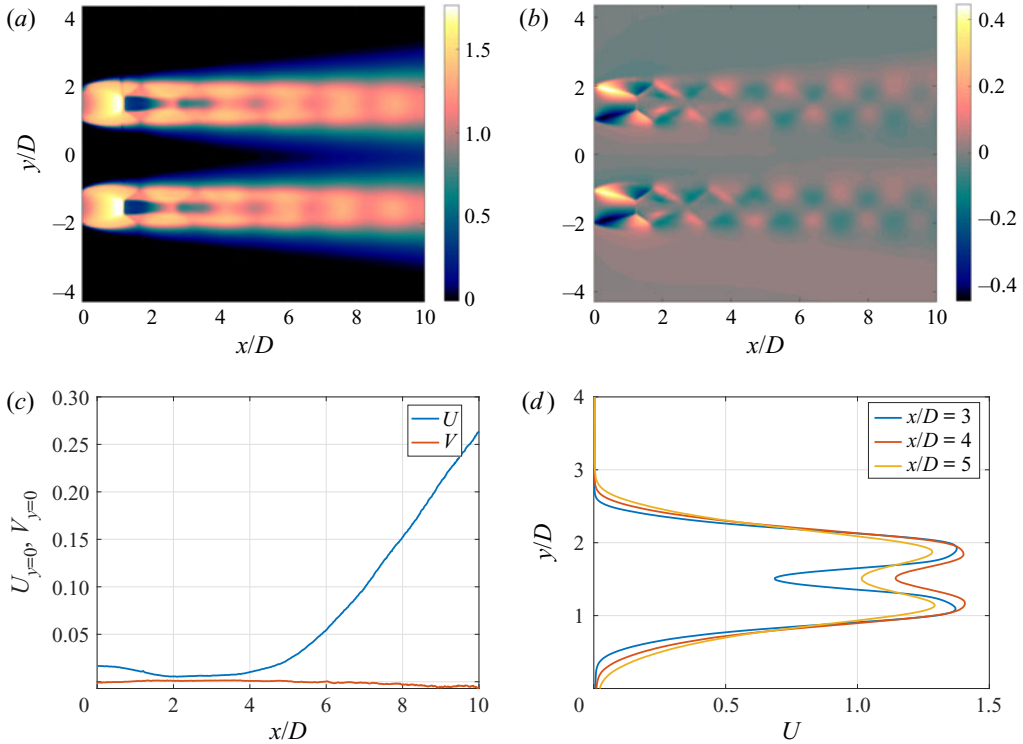 (a)
4
2
0
−2
−4
y/D
0 2 4 6 8 10
x/D
1.5
1.0
0.5
0
(b)
4
2
0
−2
−4
0 2 4 6 8 10
x/D
0.4
0.2
0
−0.2
−0.4
(c)
0.30
0.25
0.20
0.15
0.10
0.05
U_{y=0}, V_{y=0}
0 2 4 6 8 10
x/D
U
V
(d)
4
3
2
1
0
y/D
0.5 1.0 1.5
U
x/D = 3
x/D = 4
x/D = 5